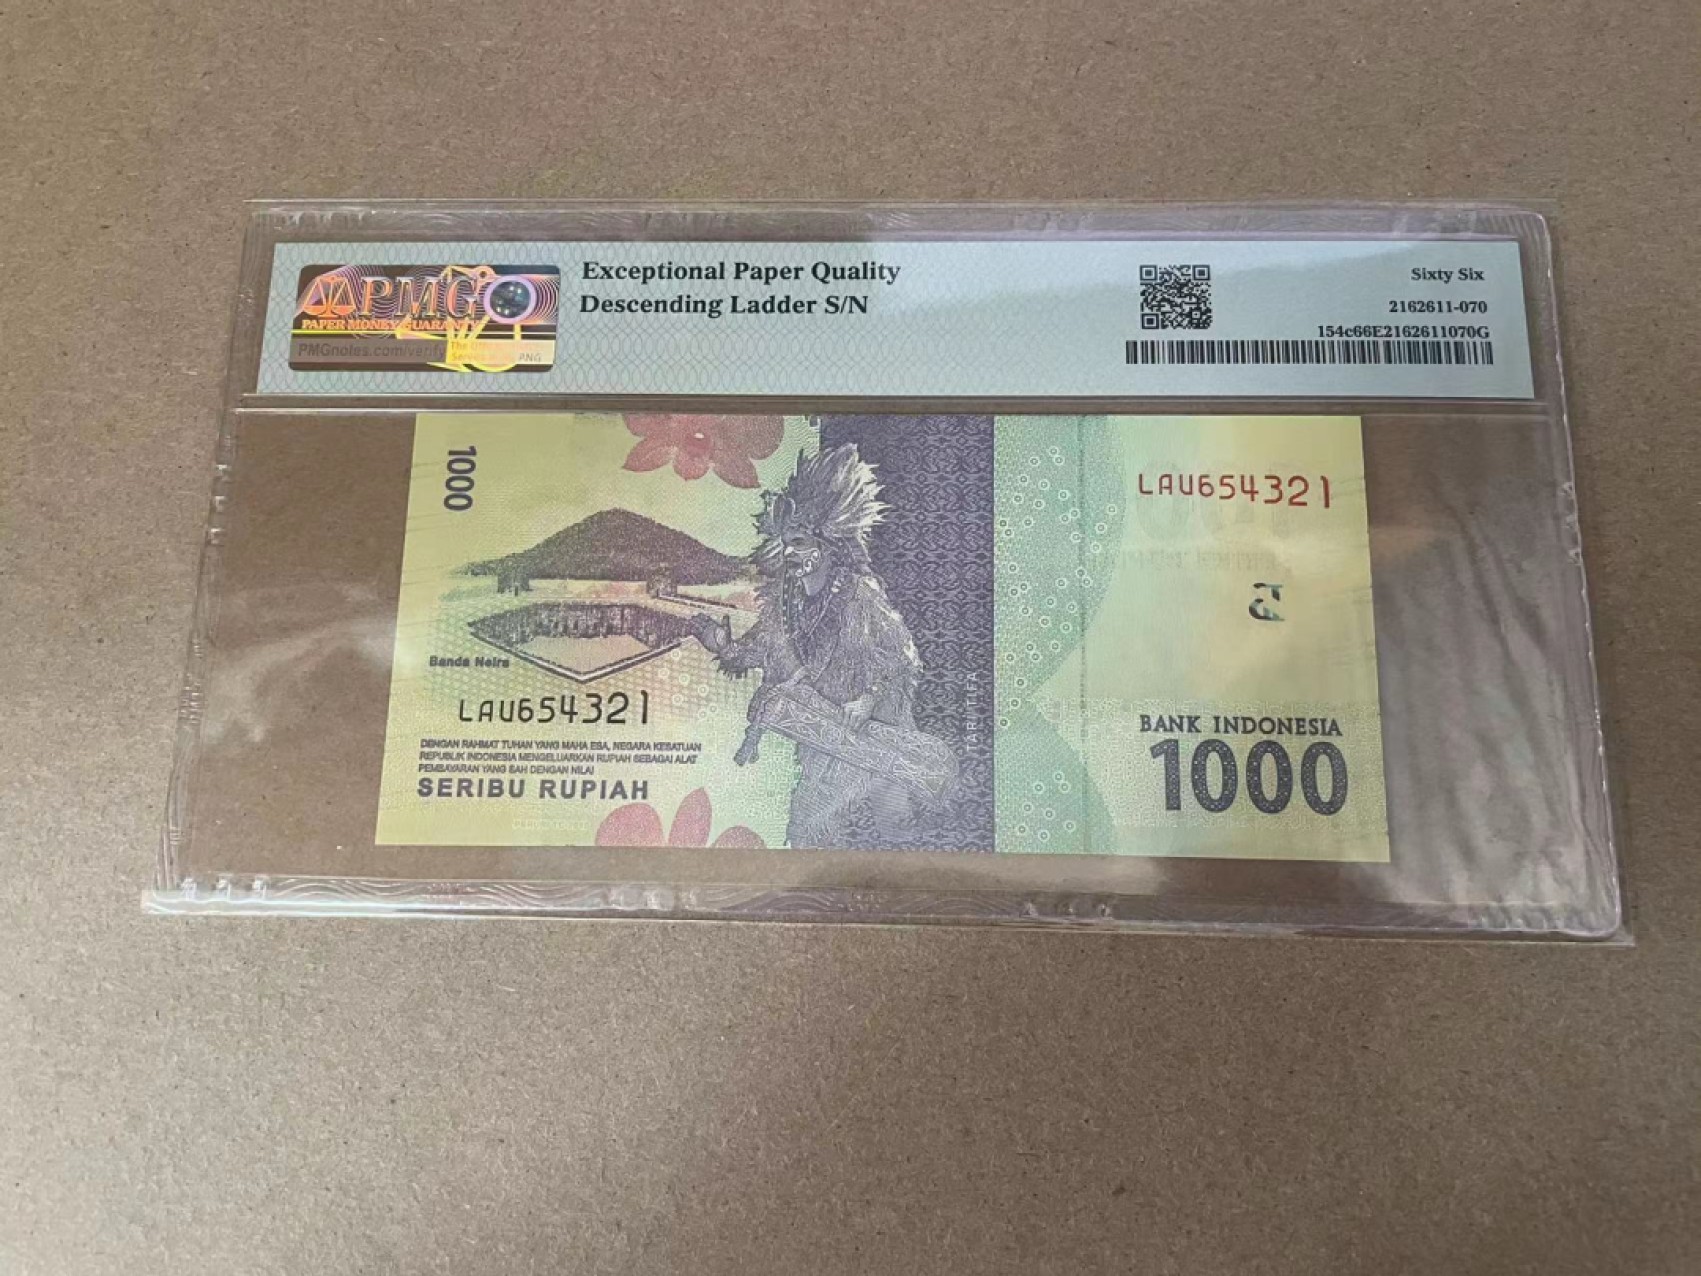 PMG
PAPER MONEY GUARANTY
PMGnotes.com/verify
Exceptional Paper Quality
Descending Ladder S/N
Sixty Six
2162611-070
154c66E2162611070G
1000
LAU654321
Banda Neira
LAU654321
DENGAN RAHMAT TUHAN YANG MAHA ESA, NEGARA KESATUAN
REPUBLIK INDONESIA MENGELUARKAN RUPIAH SEBAGAI ALAT
PEMBAYARAN YANG SAH DENGAN NILAI
SERIBU RUPIAH
TARI TIFA
BANK INDONESIA
1000